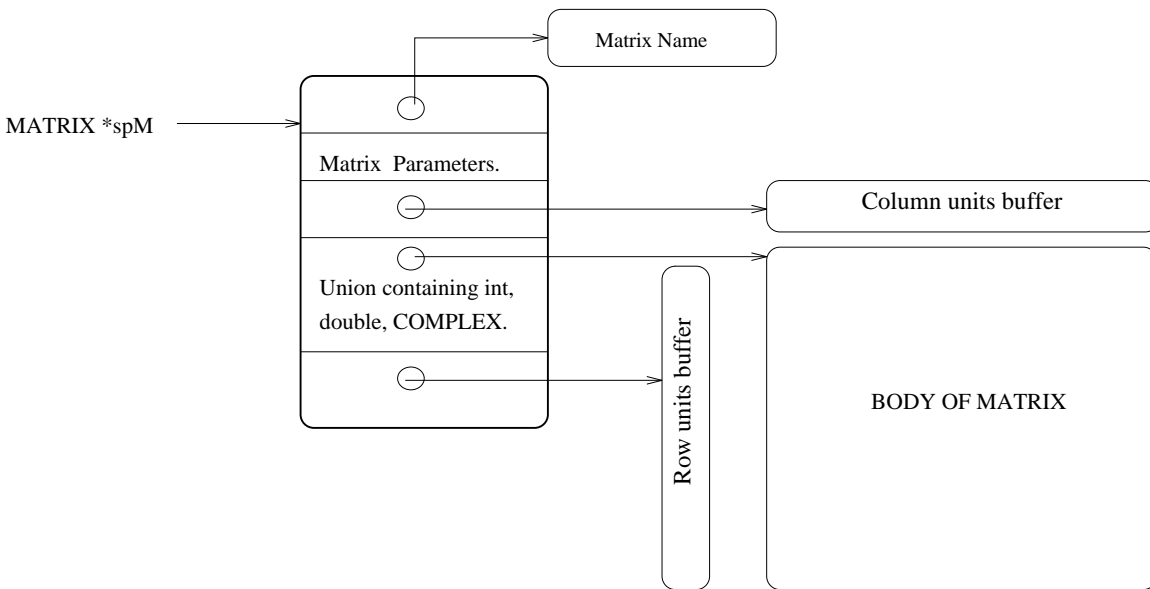 Matrix Name
MATRIX *spM
Matrix Parameters.
Column units buffer
Union containing int,
double, COMPLEX.
Row units buffer
BODY OF MATRIX